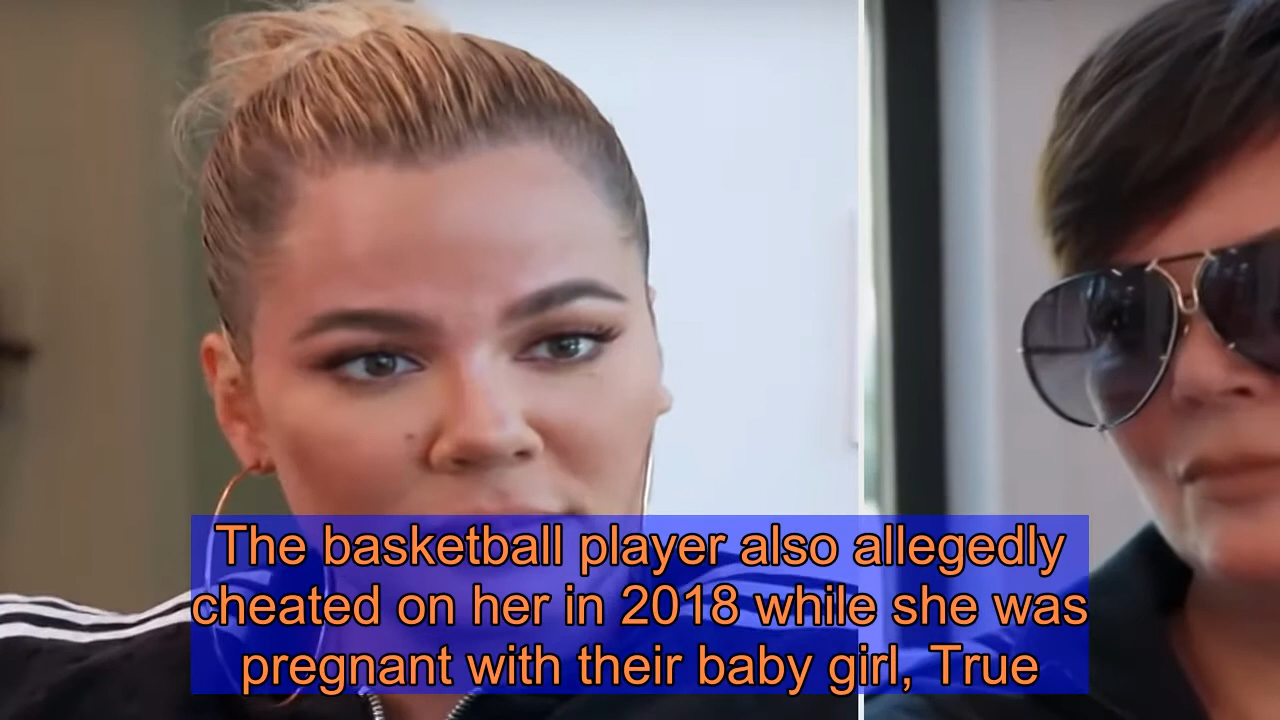 The basketball player also allegedly
cheated on her in 2018 while she was
pregnant with their baby girl, True